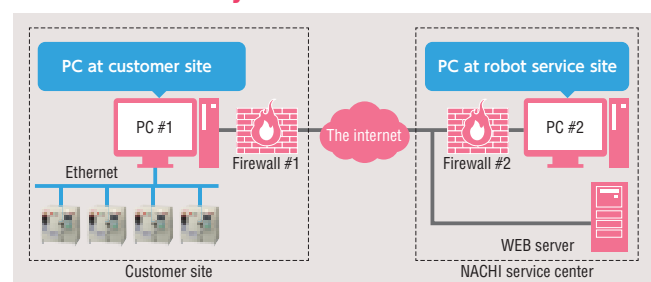 PC at customer site
PC at robot service site
PC #1
The internet
PC #2
Firewall #1
Firewall #2
Ethernet
WEB server
Customer site
NACHI service center